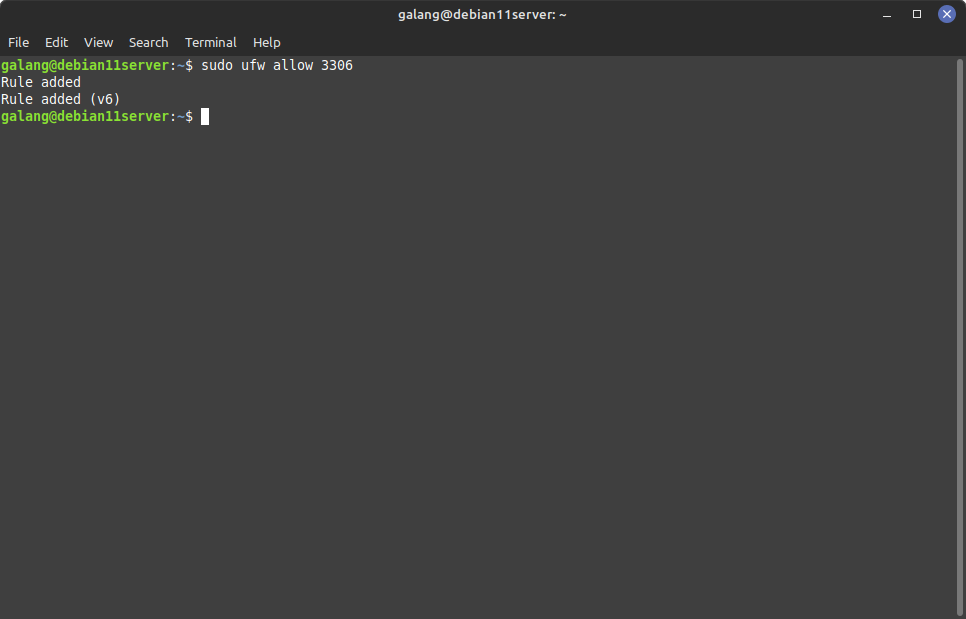 galang@debian11server: ~
File Edit View Search Terminal Help
galang@debian11server:~$ sudo ufw allow 3306
Rule added
Rule added (v6)
galang@debian11server:~$